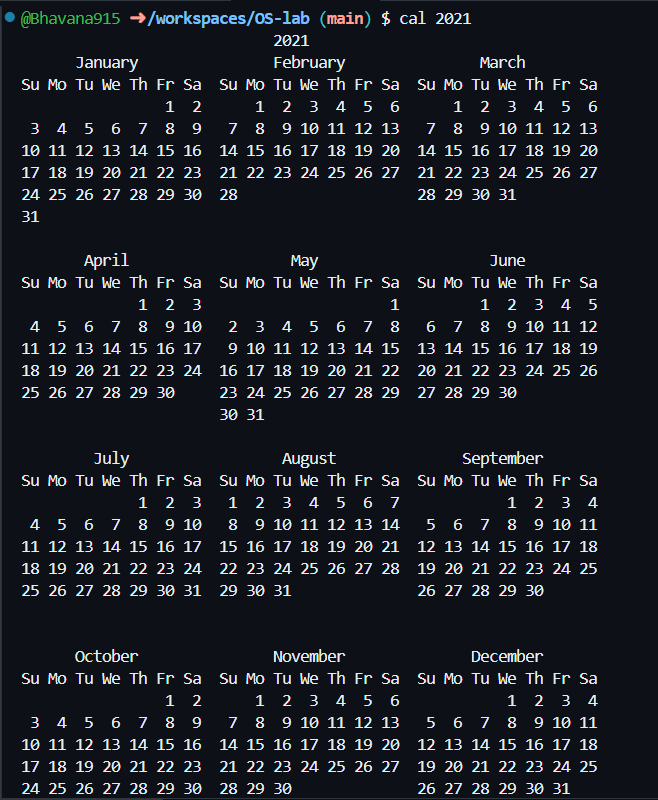 @Bhavana915 ➜/workspaces/OS-lab (main) $ cal 2021
                            2021
      January               February               March
Su Mo Tu We Th Fr Sa  Su Mo Tu We Th Fr Sa  Su Mo Tu We Th Fr Sa
                1  2      1  2  3  4  5  6      1  2  3  4  5  6
 3  4  5  6  7  8  9   7  8  9 10 11 12 13   7  8  9 10 11 12 13
10 11 12 13 14 15 16  14 15 16 17 18 19 20  14 15 16 17 18 19 20
17 18 19 20 21 22 23  21 22 23 24 25 26 27  21 22 23 24 25 26 27
24 25 26 27 28 29 30  28                    28 29 30 31
31

       April                  May                   June
Su Mo Tu We Th Fr Sa  Su Mo Tu We Th Fr Sa  Su Mo Tu We Th Fr Sa
             1  2  3                     1         1  2  3  4  5
 4  5  6  7  8  9 10   2  3  4  5  6  7  8   6  7  8  9 10 11 12
11 12 13 14 15 16 17   9 10 11 12 13 14 15  13 14 15 16 17 18 19
18 19 20 21 22 23 24  16 17 18 19 20 21 22  20 21 22 23 24 25 26
25 26 27 28 29 30     23 24 25 26 27 28 29  27 28 29 30
                      30 31

        July                 August              September
Su Mo Tu We Th Fr Sa  Su Mo Tu We Th Fr Sa  Su Mo Tu We Th Fr Sa
             1  2  3   1  2  3  4  5  6  7            1  2  3  4
 4  5  6  7  8  9 10   8  9 10 11 12 13 14   5  6  7  8  9 10 11
11 12 13 14 15 16 17  15 16 17 18 19 20 21  12 13 14 15 16 17 18
18 19 20 21 22 23 24  22 23 24 25 26 27 28  19 20 21 22 23 24 25
25 26 27 28 29 30 31  29 30 31              26 27 28 29 30

      October               November              December
Su Mo Tu We Th Fr Sa  Su Mo Tu We Th Fr Sa  Su Mo Tu We Th Fr Sa
                1  2      1  2  3  4  5  6            1  2  3  4
 3  4  5  6  7  8  9   7  8  9 10 11 12 13   5  6  7  8  9 10 11
10 11 12 13 14 15 16  14 15 16 17 18 19 20  12 13 14 15 16 17 18
17 18 19 20 21 22 23  21 22 23 24 25 26 27  19 20 21 22 23 24 25
24 25 26 27 28 29 30  28 29 30              26 27 28 29 30 31